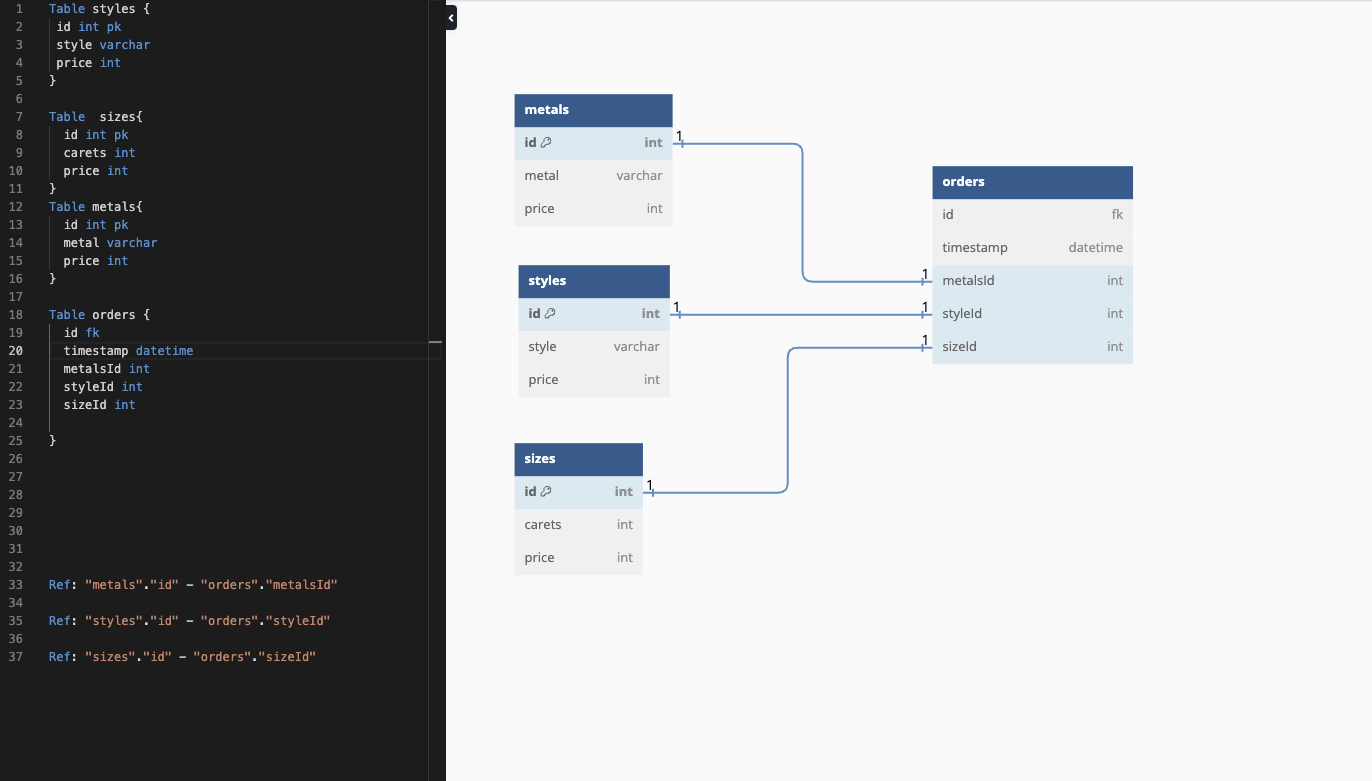 1 Table styles {
2 id int pk
3 style varchar
4 price int
5 }
6
7 Table  sizes{
8 id int pk
9 carets int
10 price int
11 }
12 Table metals{
13 id int pk
14 metal varchar
15 price int
16 }
17
18 Table orders {
19 id fk
20 timestamp datetime
21 metalsId int
22 styleId int
23 sizeId int
24
25 }
26
27
28
29
30
31
32
33 Ref: "metals"."id" - "orders"."metalsId"
34
35 Ref: "styles"."id" - "orders"."styleId"
36
37 Ref: "sizes"."id" - "orders"."sizeId"
metals
id int 1
metal varchar
price int
styles
id int 1
style varchar
price int
sizes
id int 1
carets int
price int
orders
id fk
timestamp datetime
1 metalsId int
1 styleId int
1 sizeId int